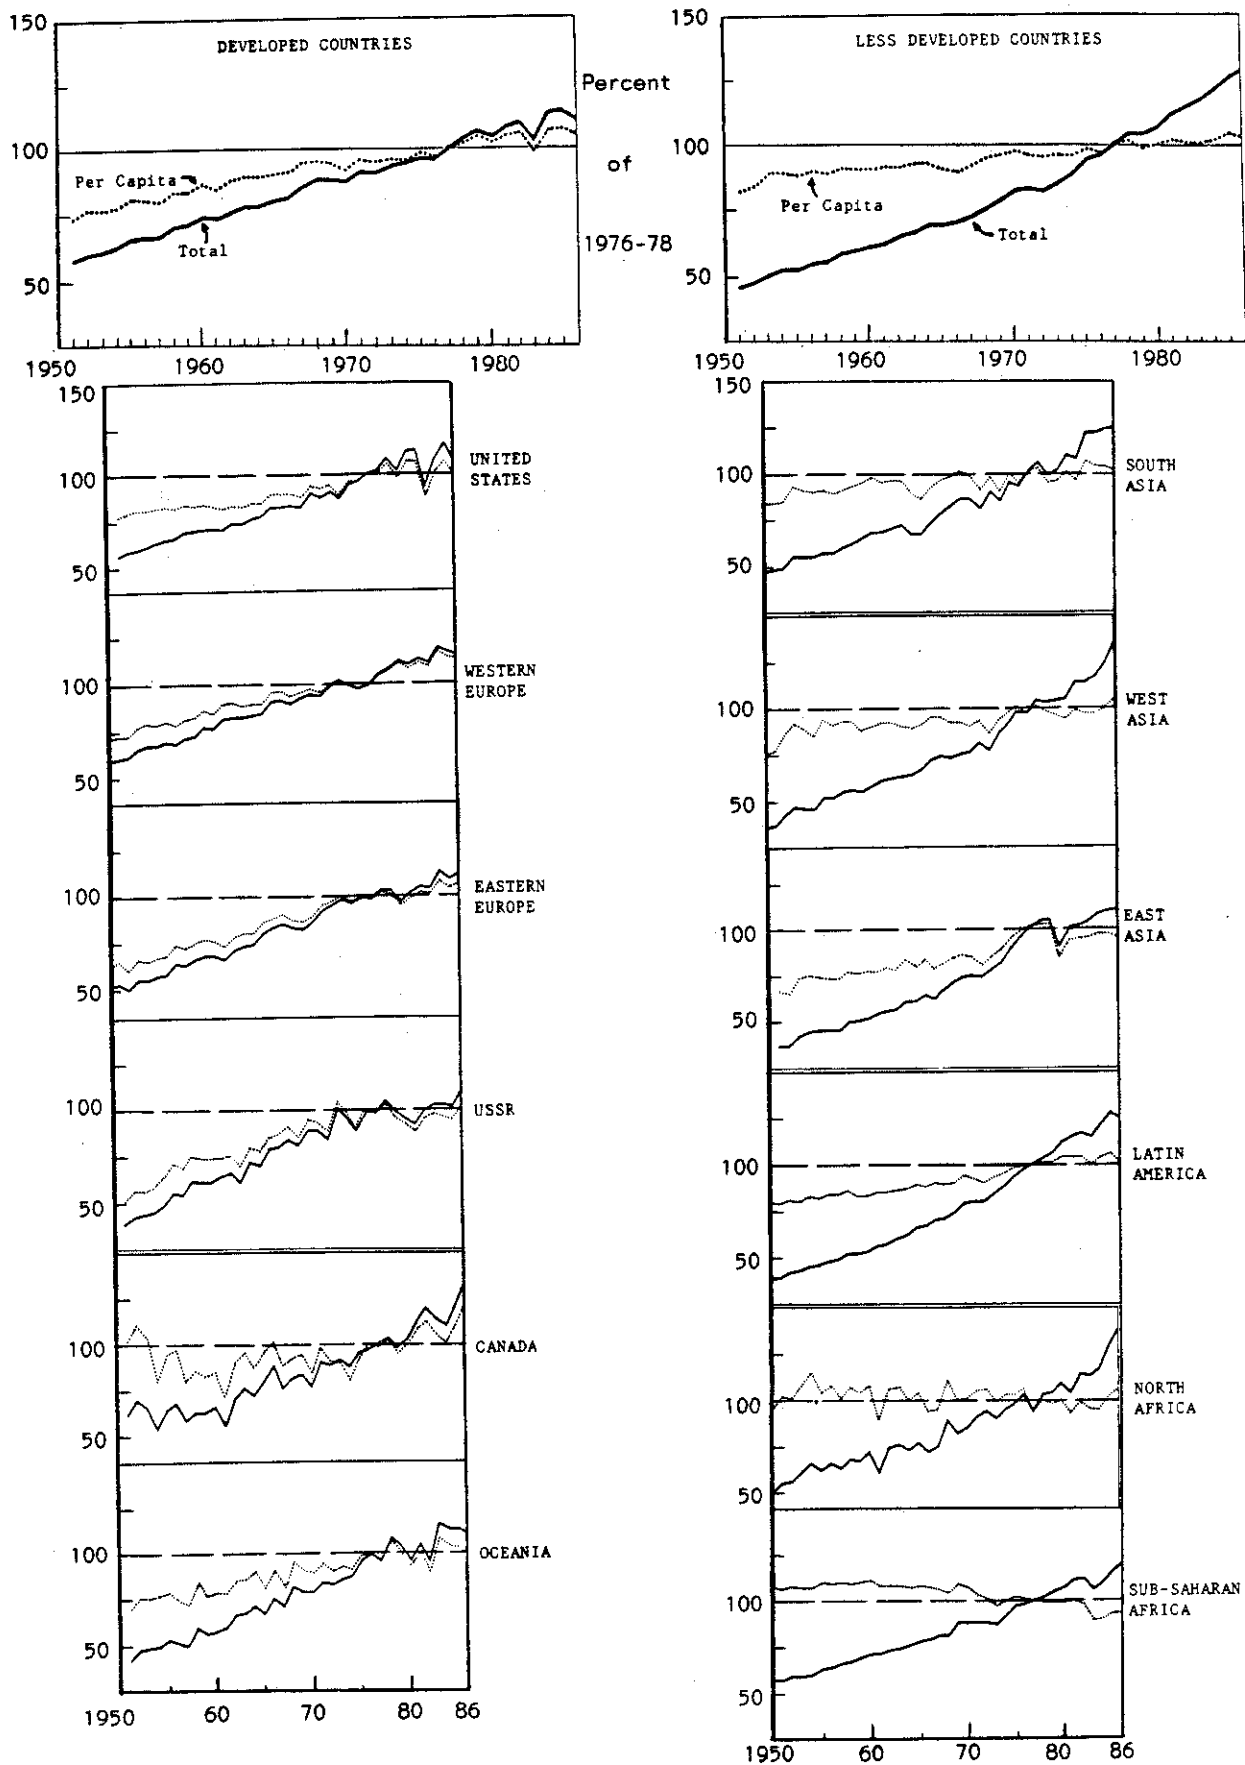 150
DEVELOPED COUNTRIES
100
Per Capita
Total
50
1950 1960 1970 1980
Percent
of
1976-78
150
LESS DEVELOPED COUNTRIES
100
Per Capita
Total
50
1950 1960 1970 1980
150
100
50
UNITED
STATES
100
50
WESTERN
EUROPE
100
50
EASTERN
EUROPE
100
50
USSR
100
50
CANADA
100
50
OCEANIA
1950 60 70 80 86
150
100
50
SOUTH
ASIA
100
50
WEST
ASIA
100
50
EAST
ASIA
100
50
LATIN
AMERICA
100
50
NORTH
AFRICA
100
50
SUB-SAHARAN
AFRICA
1950 60 70 80 86